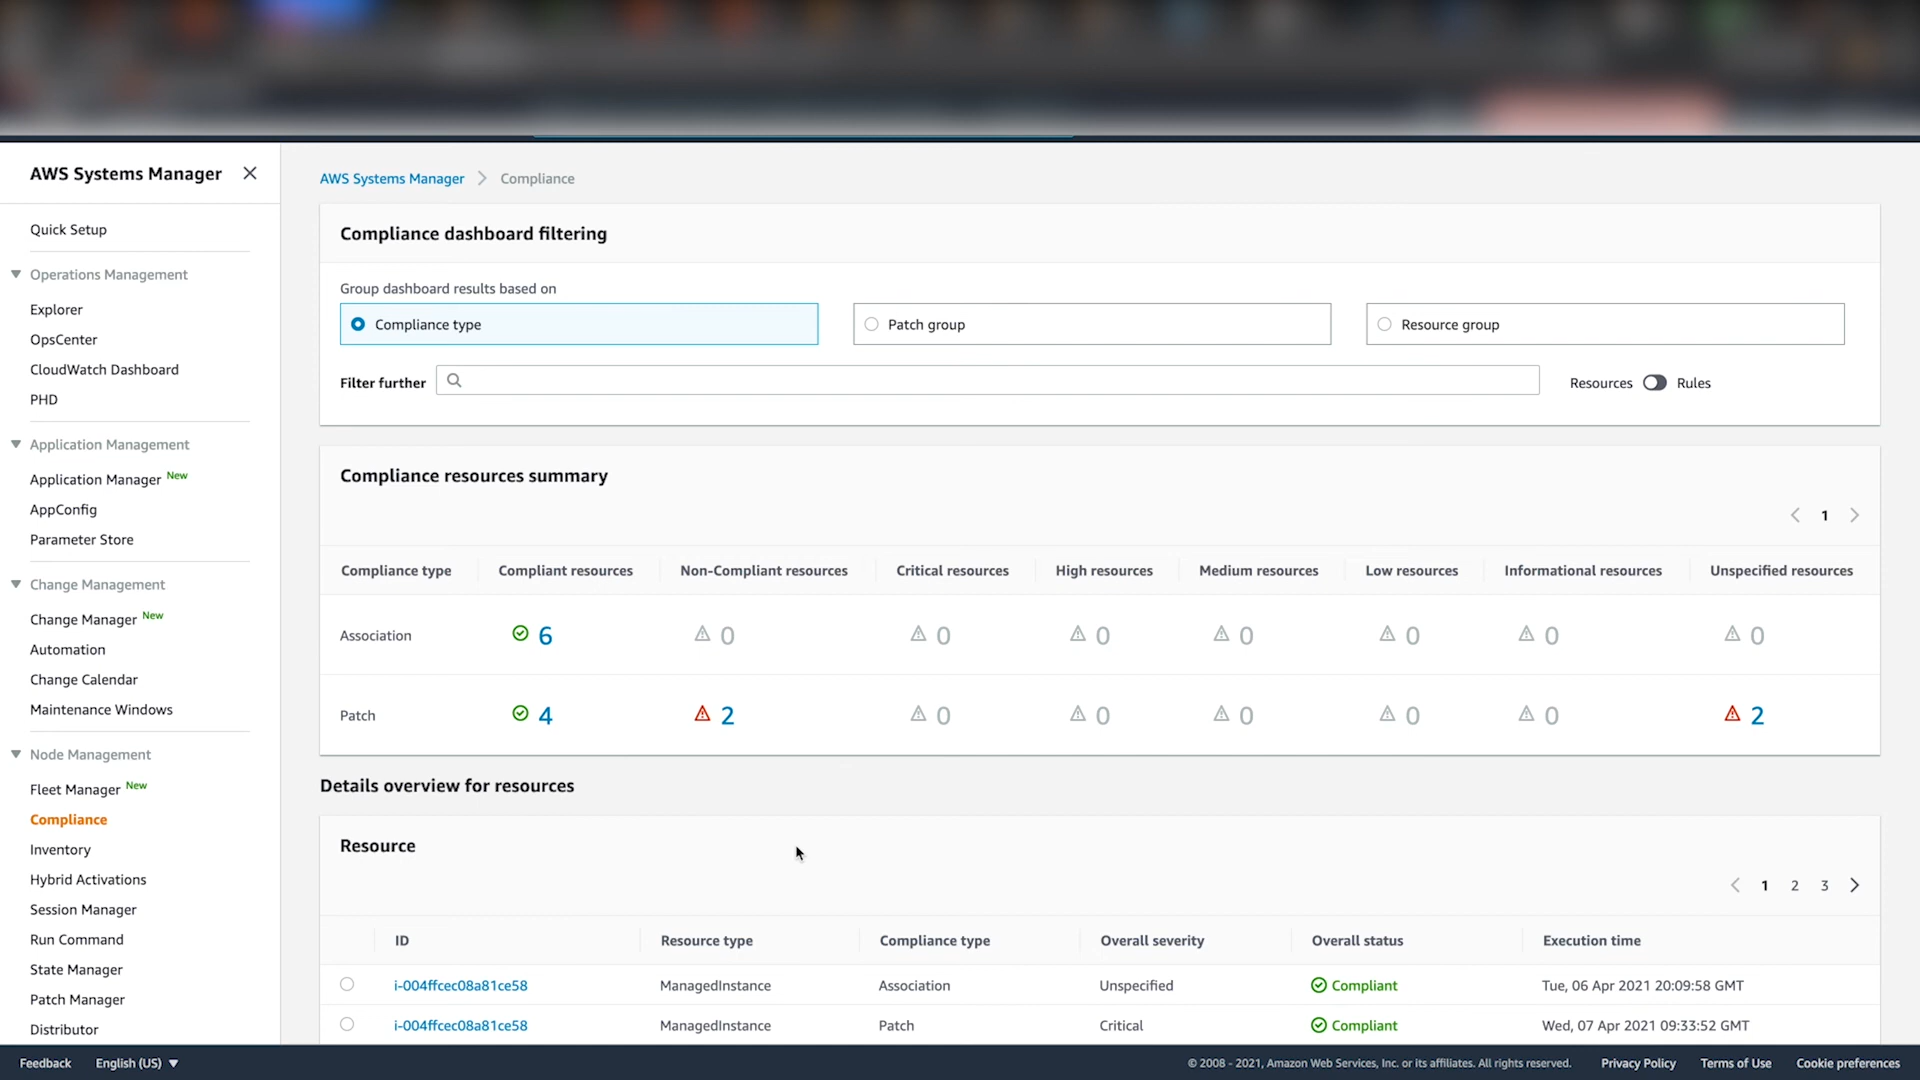 AWS Systems Manager
Quick Setup
Operations Management
Explorer
OpsCenter
CloudWatch Dashboard
PHD
Application Management
Application Manager New
AppConfig
Parameter Store
Change Management
Change Manager New
Automation
Change Calendar
Maintenance Windows
Node Management
Fleet Manager New
Compliance
Inventory
Hybrid Activations
Session Manager
Run Command
State Manager
Patch Manager
Distributor
AWS Systems Manager > Compliance
Compliance dashboard filtering
Group dashboard results based on
Compliance type Patch group Resource group
Filter further Resources Rules
Compliance resources summary
1
Compliance type Compliant resources Non-Compliant resources Critical resources High resources Medium resources Low resources Informational resources Unspecified resources
Association 6 0 0 0 0 0 0 0
Patch 4 2 0 0 0 0 0 2
Details overview for resources
Resource
1 2 3
ID Resource type Compliance type Overall severity Overall status Execution time
i-004ffcec08a81ce58 ManagedInstance Association Unspecified Compliant Tue, 06 Apr 2021 20:09:58 GMT
i-004ffcec08a81ce58 ManagedInstance Patch Critical Compliant Wed, 07 Apr 2021 09:33:52 GMT
Feedback English (US) © 2008 - 2021, Amazon Web Services, Inc. or its affiliates. All rights reserved. Privacy Policy Terms of Use Cookie preferences